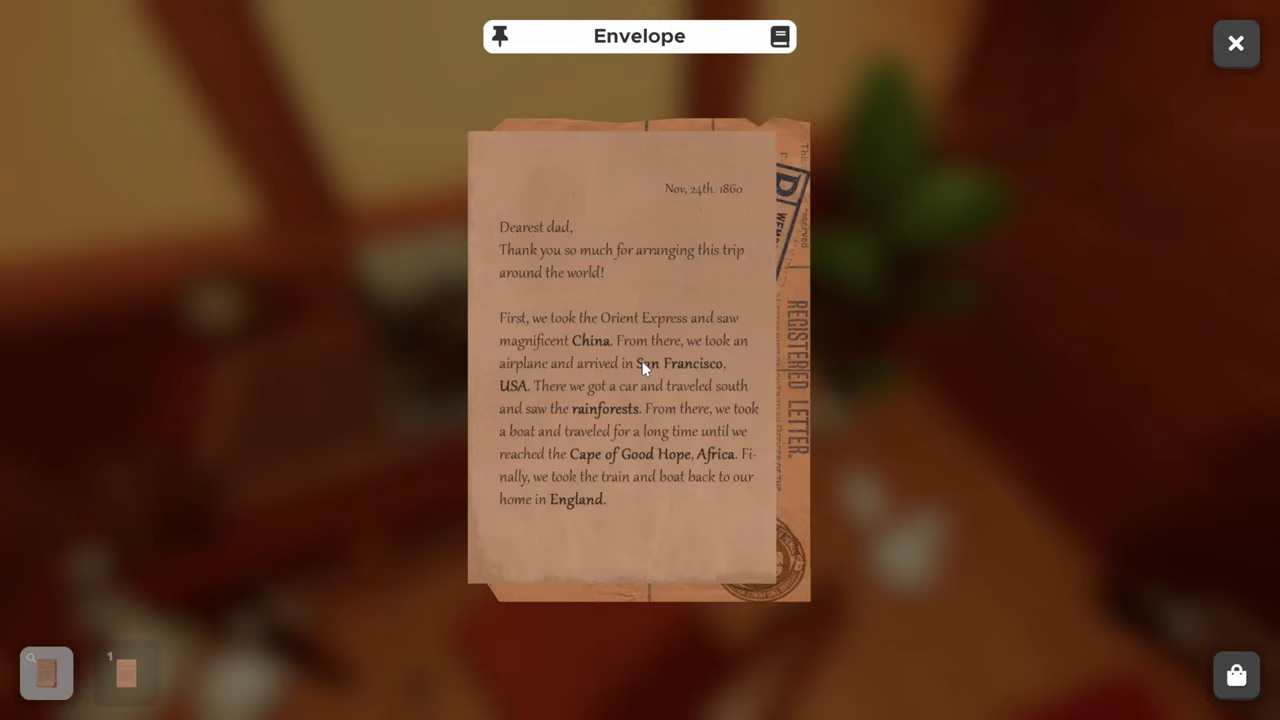 Envelope
Nov, 24th. 1860
Dearest dad,
Thank you so much for arranging this trip
around the world!
First, we took the Orient Express and saw
magnificent China. From there, we took an
airplane and arrived in San Francisco,
USA. There we got a car and traveled south
and saw the rainforests. From there, we took
a boat and traveled for a long time until we
reached the Cape of Good Hope, Africa. Fi-
nally, we took the train and boat back to our
home in England.
REGISTERED LETTER.
1